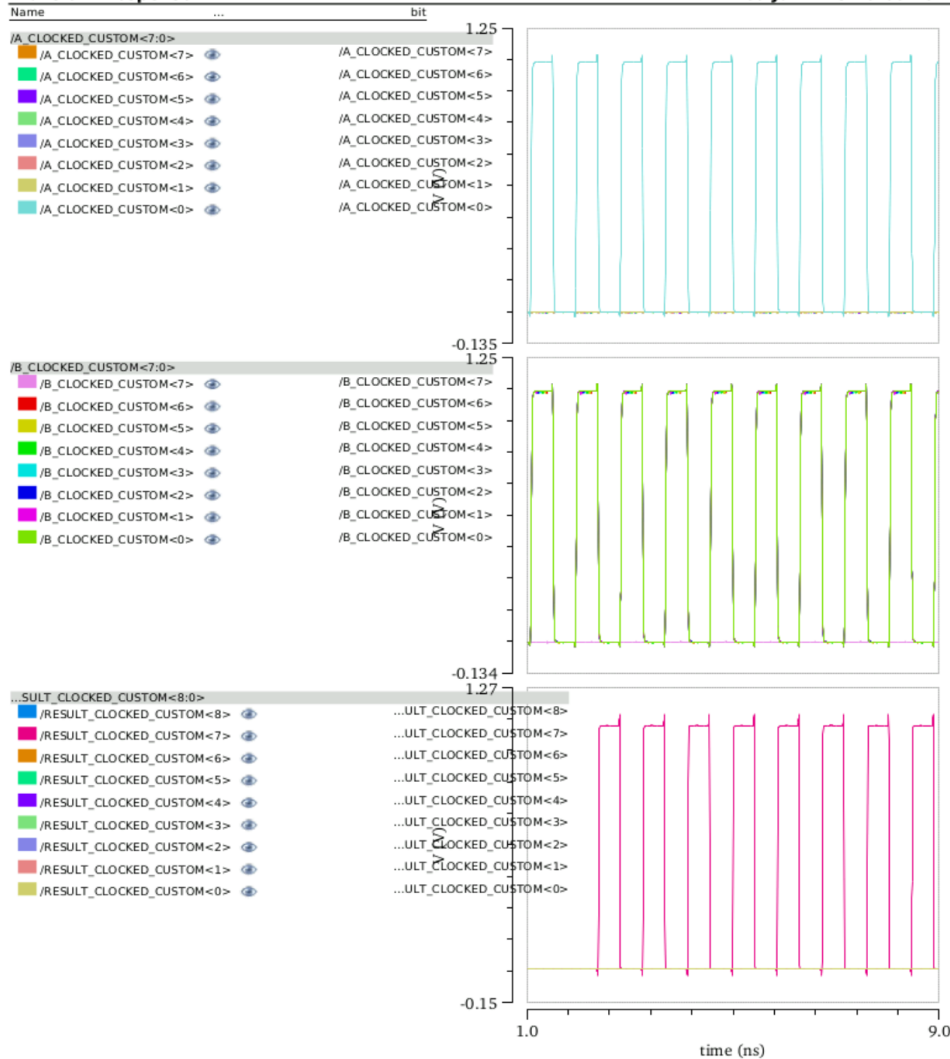 Name ... bit
/A_CLOCKED_CUSTOM<7:0>
/A_CLOCKED_CUSTOM<7> /A_CLOCKED_CUSTOM<7>
/A_CLOCKED_CUSTOM<6> /A_CLOCKED_CUSTOM<6>
/A_CLOCKED_CUSTOM<5> /A_CLOCKED_CUSTOM<5>
/A_CLOCKED_CUSTOM<4> /A_CLOCKED_CUSTOM<4>
/A_CLOCKED_CUSTOM<3> /A_CLOCKED_CUSTOM<3>
/A_CLOCKED_CUSTOM<2> /A_CLOCKED_CUSTOM<2>
/A_CLOCKED_CUSTOM<1> /A_CLOCKED_CUSTOM<1>
/A_CLOCKED_CUSTOM<0> /A_CLOCKED_CUSTOM<0>
1.25
V (V)
-0.135
/B_CLOCKED_CUSTOM<7:0>
/B_CLOCKED_CUSTOM<7> /B_CLOCKED_CUSTOM<7>
/B_CLOCKED_CUSTOM<6> /B_CLOCKED_CUSTOM<6>
/B_CLOCKED_CUSTOM<5> /B_CLOCKED_CUSTOM<5>
/B_CLOCKED_CUSTOM<4> /B_CLOCKED_CUSTOM<4>
/B_CLOCKED_CUSTOM<3> /B_CLOCKED_CUSTOM<3>
/B_CLOCKED_CUSTOM<2> /B_CLOCKED_CUSTOM<2>
/B_CLOCKED_CUSTOM<1> /B_CLOCKED_CUSTOM<1>
/B_CLOCKED_CUSTOM<0> /B_CLOCKED_CUSTOM<0>
1.25
V (V)
-0.134
...SULT_CLOCKED_CUSTOM<8:0>
/RESULT_CLOCKED_CUSTOM<8> ...ULT_CLOCKED_CUSTOM<8>
/RESULT_CLOCKED_CUSTOM<7> ...ULT_CLOCKED_CUSTOM<7>
/RESULT_CLOCKED_CUSTOM<6> ...ULT_CLOCKED_CUSTOM<6>
/RESULT_CLOCKED_CUSTOM<5> ...ULT_CLOCKED_CUSTOM<5>
/RESULT_CLOCKED_CUSTOM<4> ...ULT_CLOCKED_CUSTOM<4>
/RESULT_CLOCKED_CUSTOM<3> ...ULT_CLOCKED_CUSTOM<3>
/RESULT_CLOCKED_CUSTOM<2> ...ULT_CLOCKED_CUSTOM<2>
/RESULT_CLOCKED_CUSTOM<1> ...ULT_CLOCKED_CUSTOM<1>
/RESULT_CLOCKED_CUSTOM<0> ...ULT_CLOCKED_CUSTOM<0>
1.27
V (V)
-0.15
1.0 9.0
time (ns)